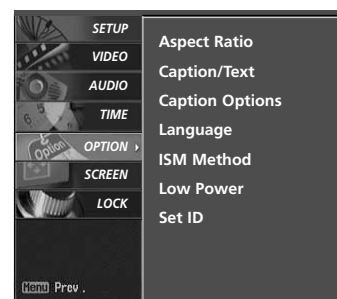 SETUP
VIDEO
AUDIO
TIME
OPTION
SCREEN
LOCK
Menu Prev.
Aspect Ratio
Caption/Text
Caption Options
Language
ISM Method
Low Power
Set ID
Option